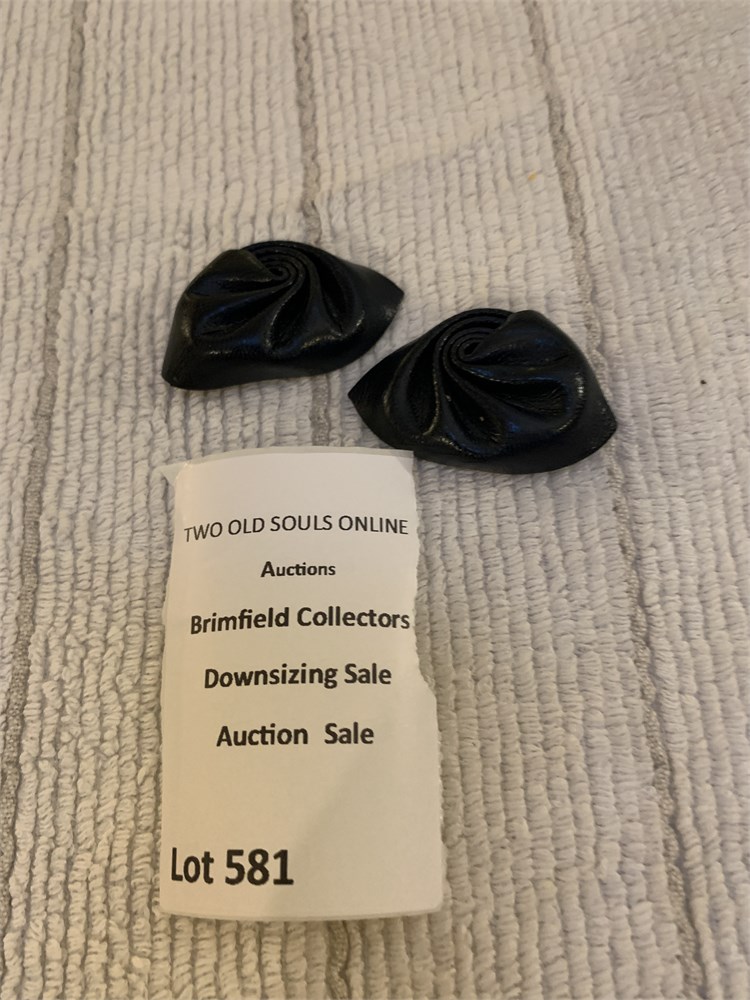 TWO OLD SOULS ONLINE
Auctions
Brimfield Collectors
Downsizing Sale
Auction Sale
Lot 581